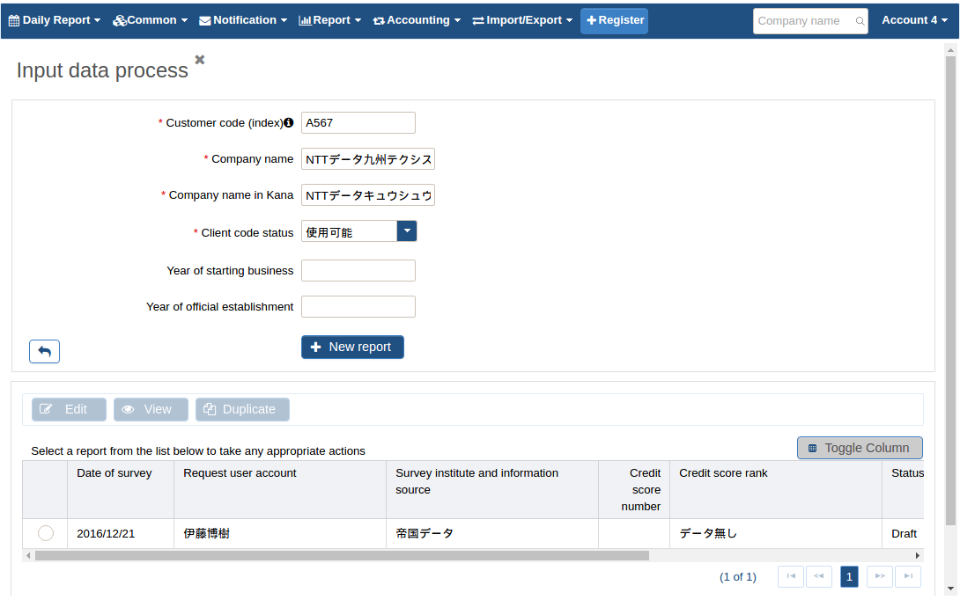 Daily Report Common Notification Report Accounting Import/Export Register Company name Account 4
Input data process
* Customer code (index) A567
* Company name NTTデータ九州テクシス
* Company name in Kana NTTデータキュウシュウ
* Client code status 使用可能
Year of starting business
Year of official establishment
New report
Edit View Duplicate
Select a report from the list below to take any appropriate actions Toggle Column
Date of survey Request user account Survey institute and information source Credit score number Credit score rank Status
2016/12/21 伊藤博樹 帝国データ データ無し Draft
(1 of 1) 1